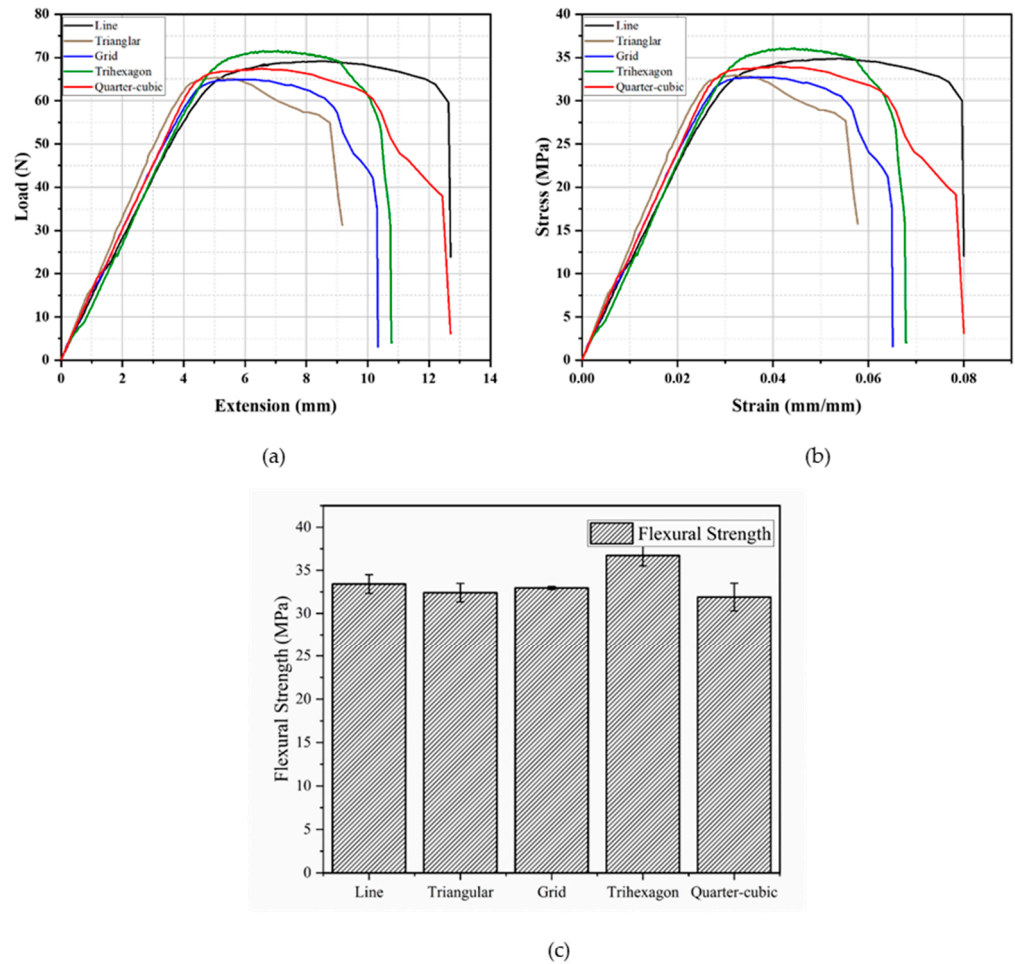 80
70
60
50
40
30
20
10
0
Load (N)
Line
Trianglar
Grid
Trihexagon
Quarter-cubic
0 2 4 6 8 10 12 14
Extension (mm)
(a)
40
35
30
25
20
15
10
5
0
Stress (MPa)
Line
Trianglar
Grid
Trihexagon
Quarter-cubic
0.00 0.02 0.04 0.06 0.08
Strain (mm/mm)
(b)
40
35
30
25
20
15
10
5
0
Flexural Strength (MPa)
Flexural Strength
Line Triangular Grid Trihexagon Quarter-cubic
(c)